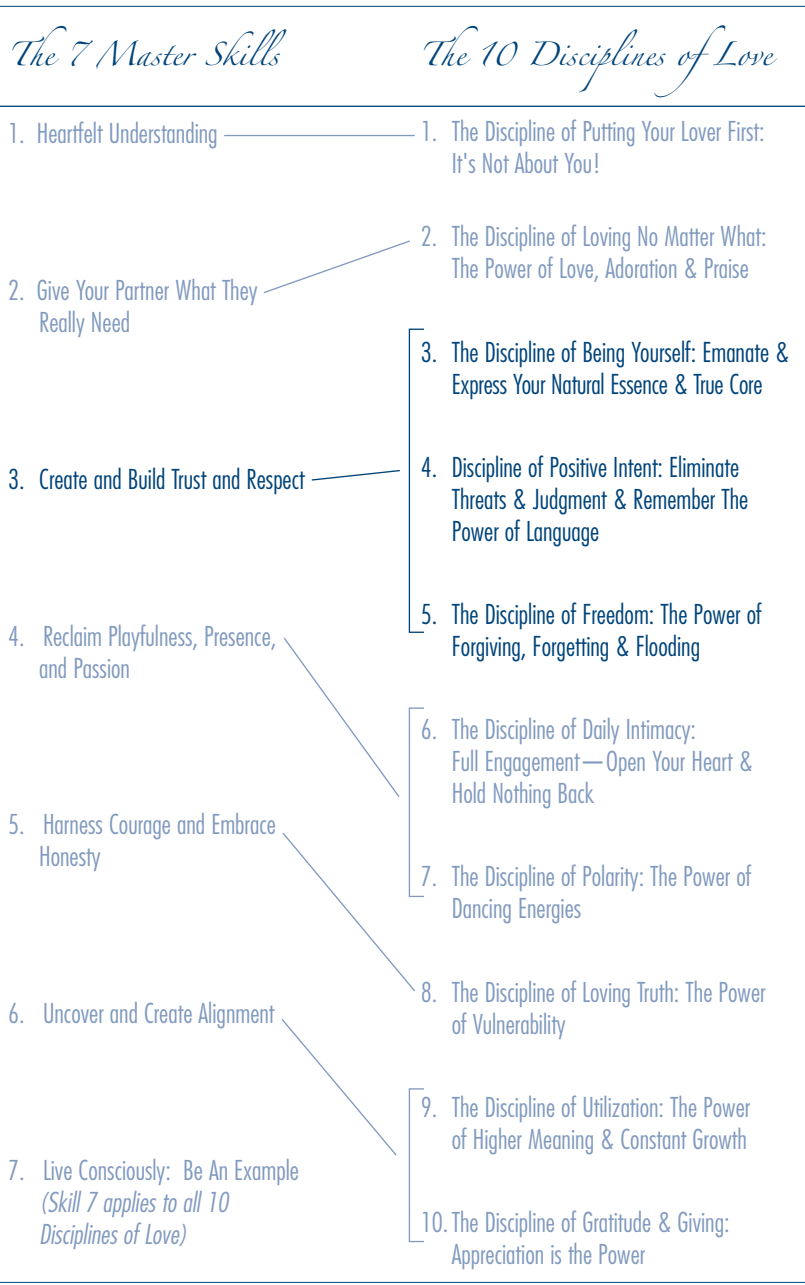 The 7 Master Skills
1. Heartfelt Understanding
2. Give Your Partner What They
Really Need
3. Create and Build Trust and Respect
4. Reclaim Playfulness, Presence,
and Passion
5. Harness Courage and Embrace
Honesty
6. Uncover and Create Alignment
7. Live Consciously: Be An Example
(Skill 7 applies to all 10
Disciplines of Love)
The 10 Disciplines of Love
1. The Discipline of Putting Your Lover First:
It's Not About You!
2. The Discipline of Loving No Matter What:
The Power of Love, Adoration & Praise
3. The Discipline of Being Yourself: Emanate &
Express Your Natural Essence & True Core
4. Discipline of Positive Intent: Eliminate
Threats & Judgment & Remember The
Power of Language
5. The Discipline of Freedom: The Power of
Forgiving, Forgetting & Flooding
6. The Discipline of Daily Intimacy:
Full Engagement—Open Your Heart &
Hold Nothing Back
7. The Discipline of Polarity: The Power of
Dancing Energies
8. The Discipline of Loving Truth: The Power
of Vulnerability
9. The Discipline of Utilization: The Power
of Higher Meaning & Constant Growth
10. The Discipline of Gratitude & Giving:
Appreciation is the Power